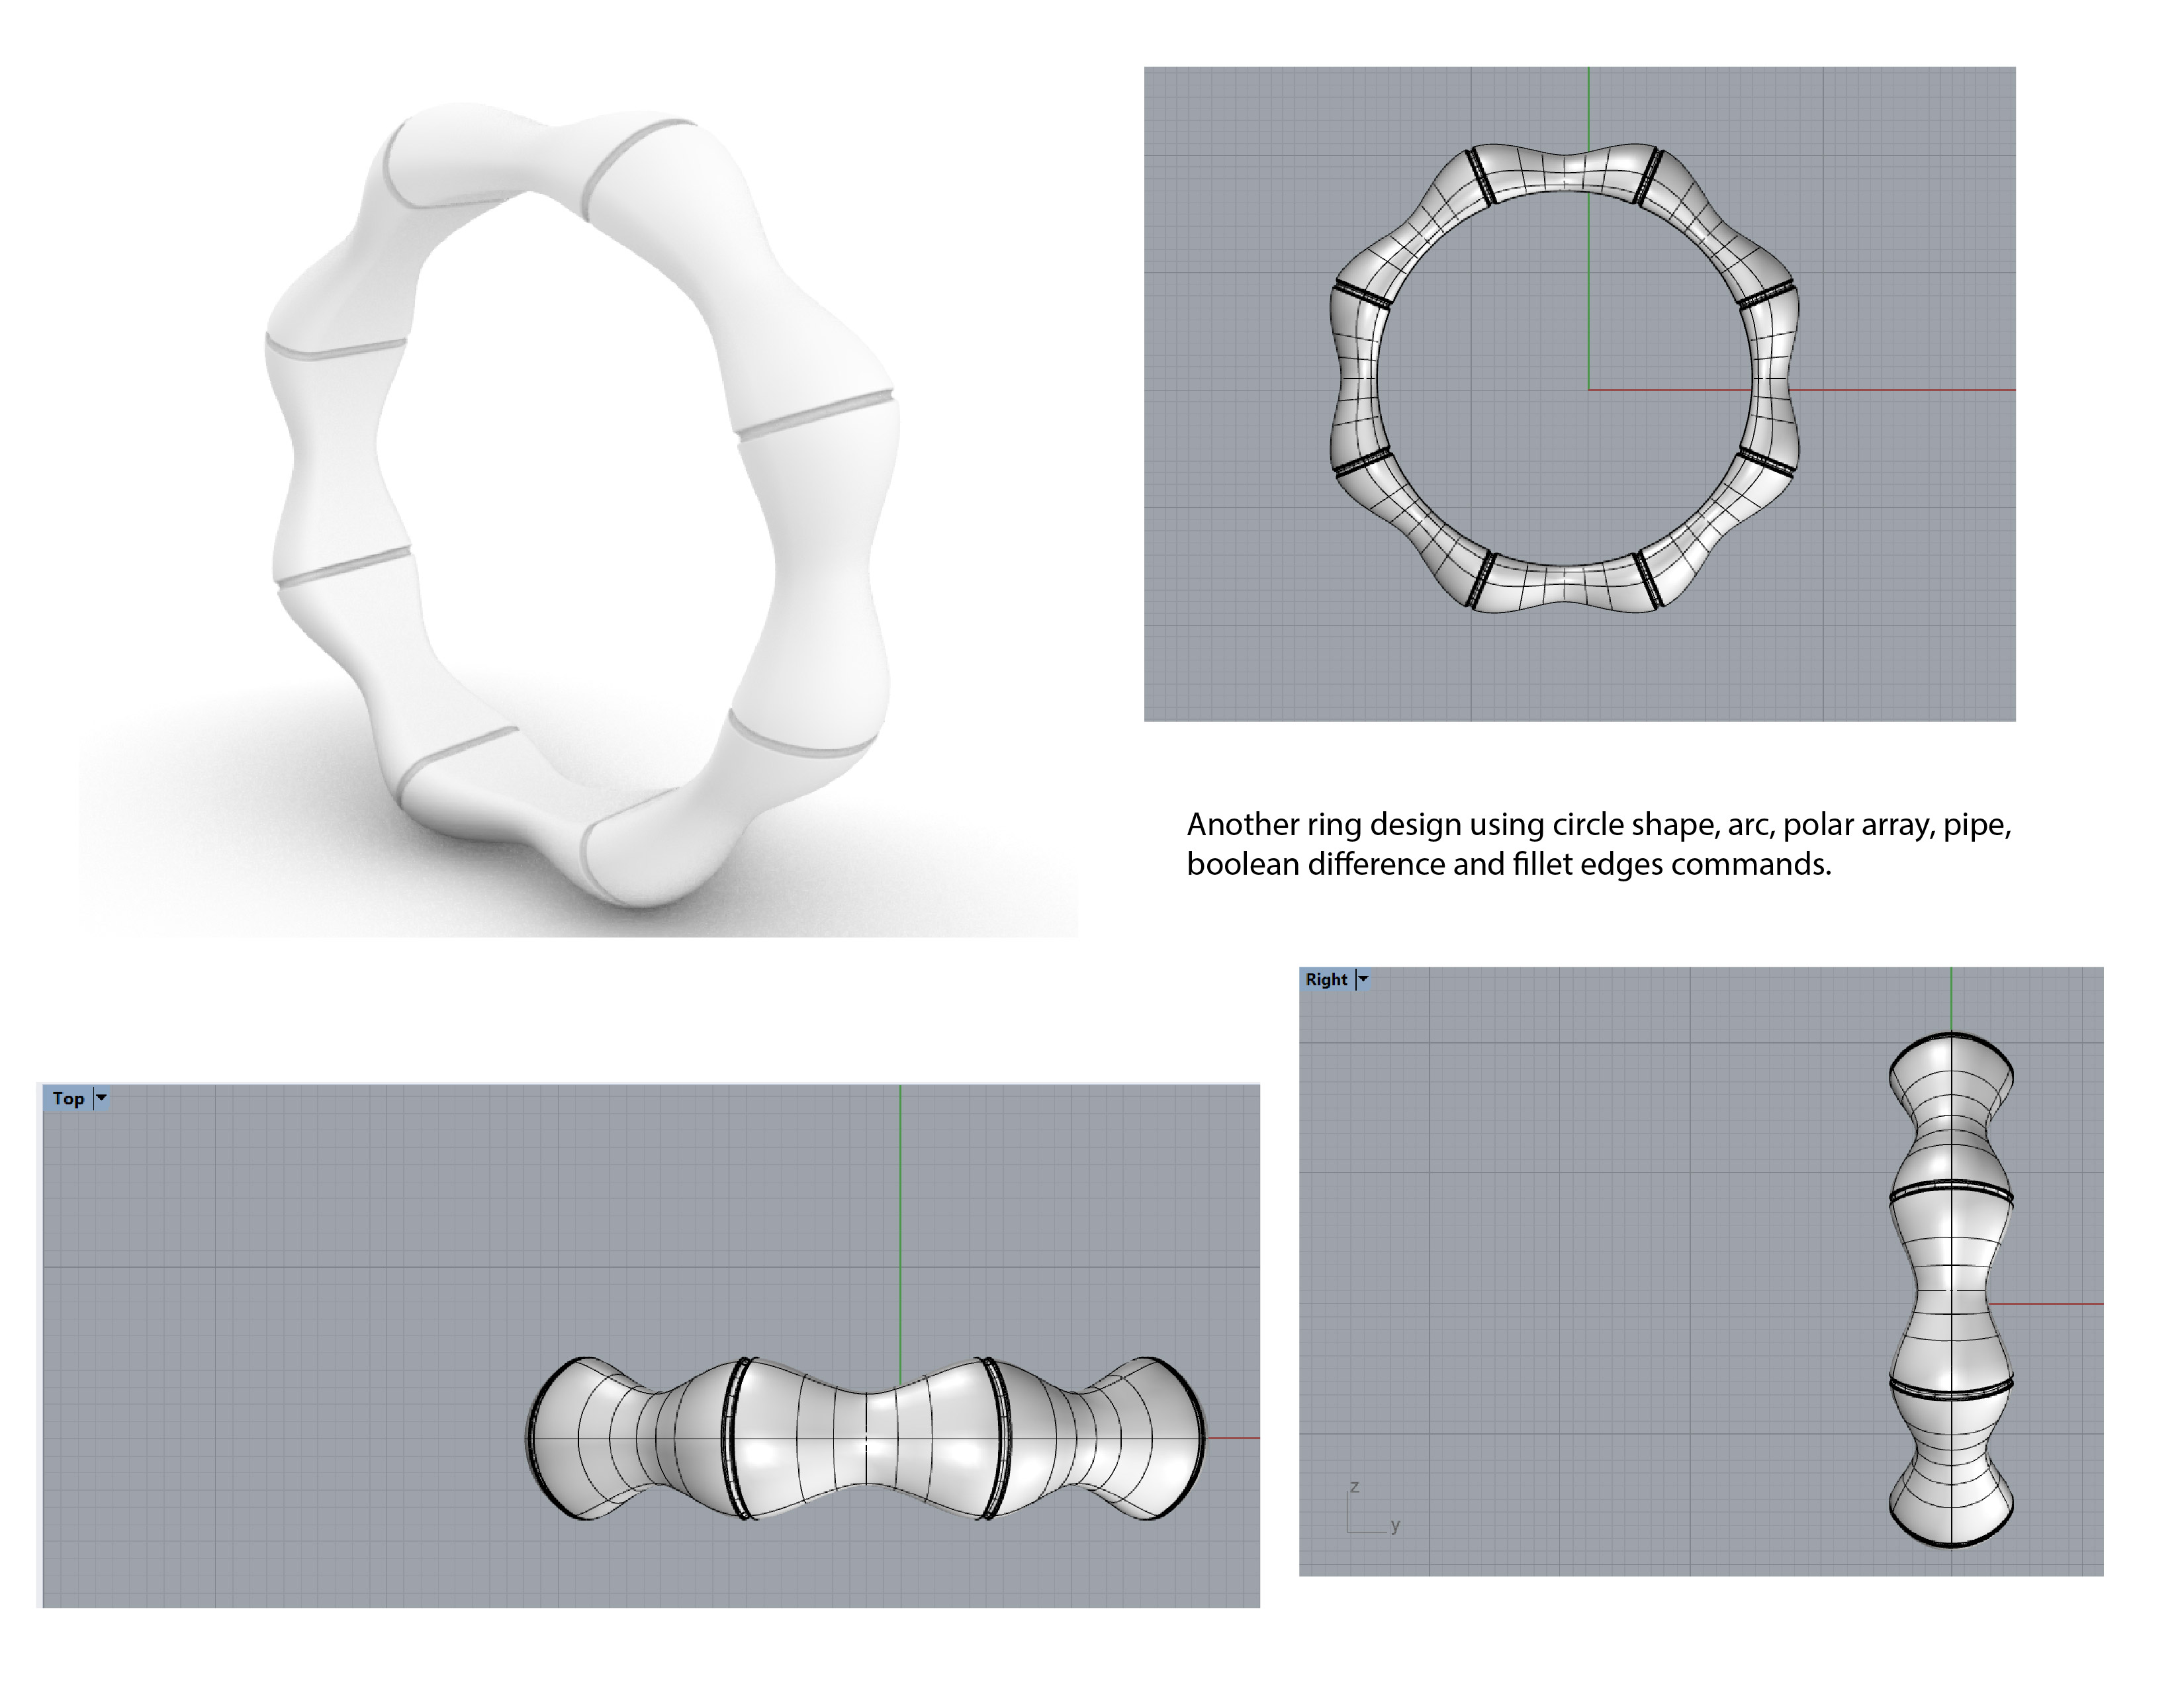 Another ring design using circle shape, arc, polar array, pipe,
boolean difference and fillet edges commands.
Right
Top
z
y